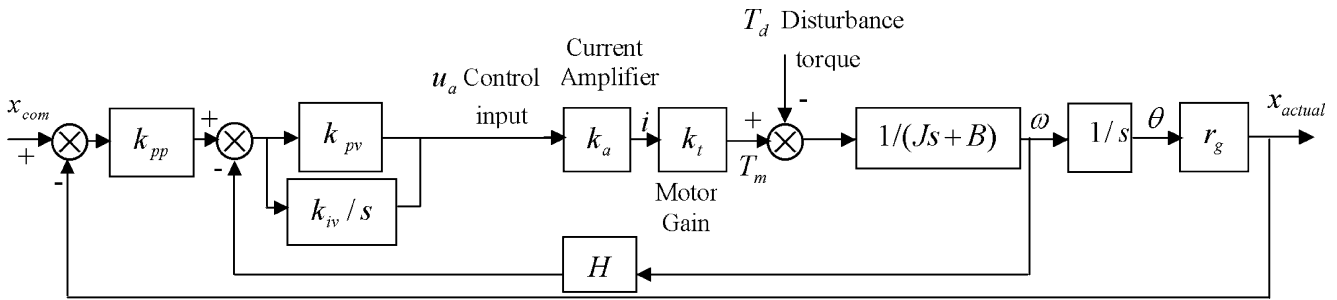 T_d Disturbance
torque
Current
Amplifier
u_a Control
input
x_com
+
-
k_pp
+
-
k_pv
k_iv / s
k_a
i
k_t
Motor
Gain
+
T_m
-
1/(Js + B)
ω
1/ s
θ
r_g
x_actual
H